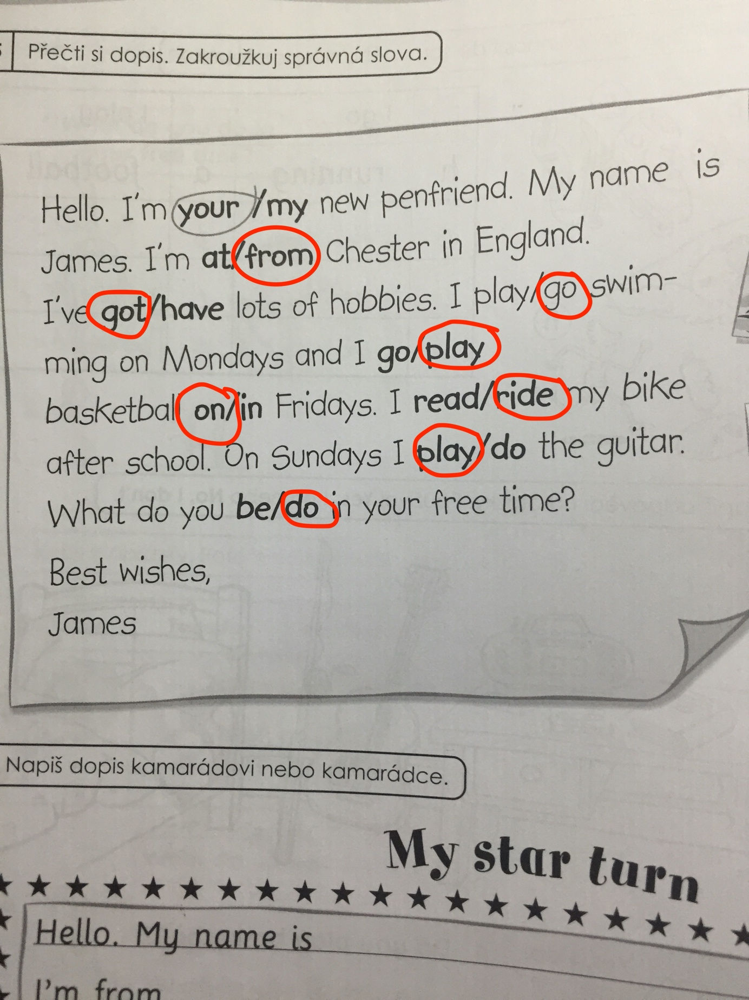 Přečti si dopis. Zakroužkuj správná slova.
Hello. I'm your/my new penfriend. My name is
James. I'm at/from Chester in England.
I've got/have lots of hobbies. I play/go swim-
ming on Mondays and I go/play
basketball on/in Fridays. I read/ride my bike
after school. On Sundays I play/do the guitar.
What do you be/do in your free time?
Best wishes,
James
Napiš dopis kamarádovi nebo kamarádce.
My star turn
Hello. My name is
I'm from